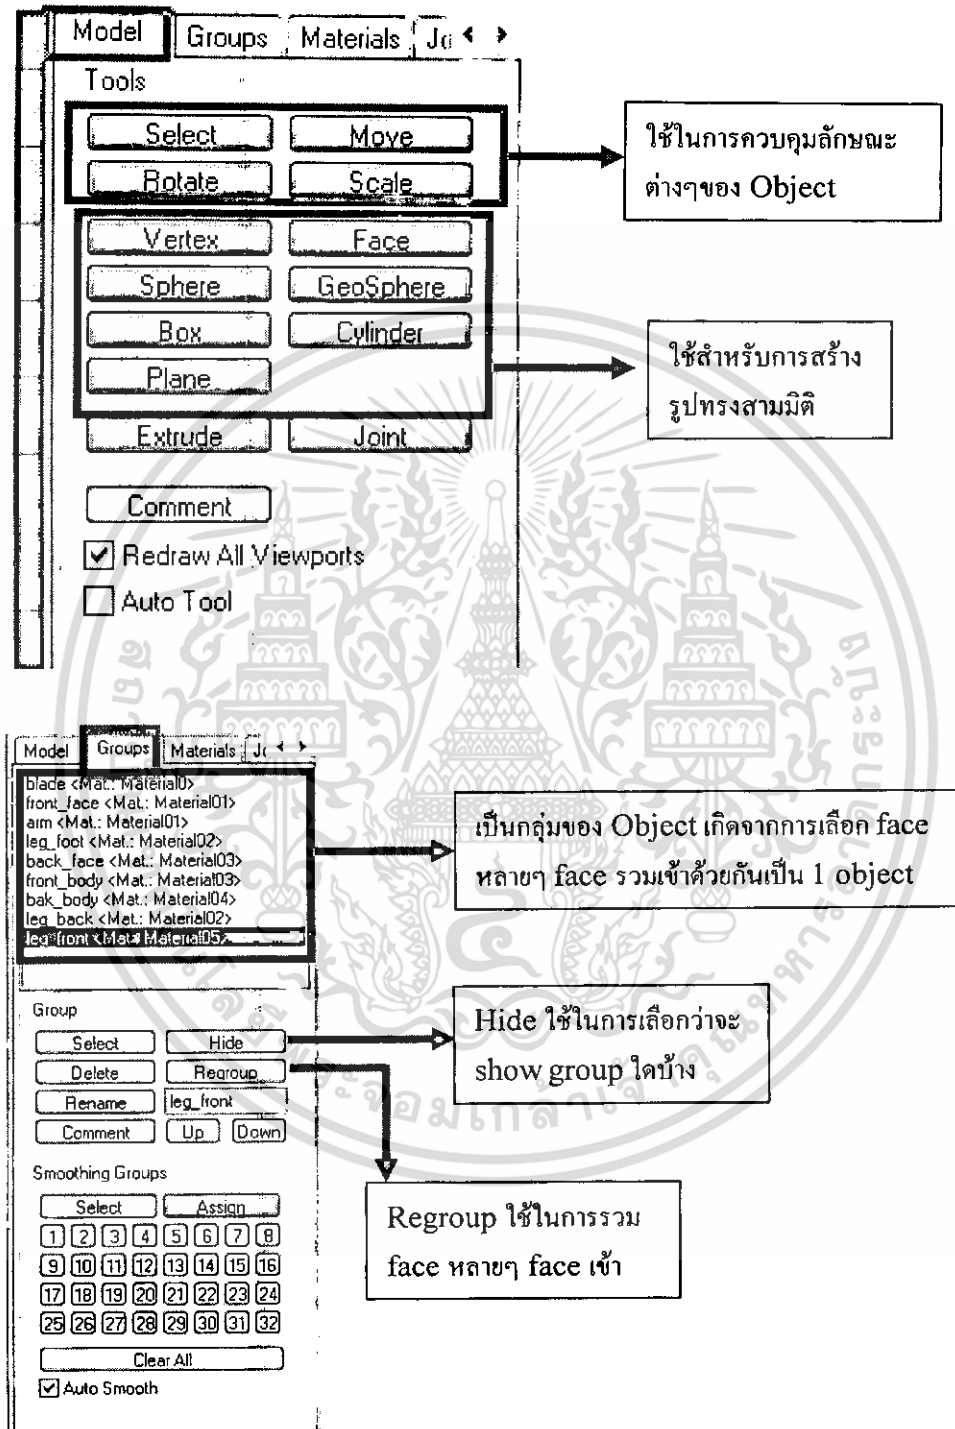 Model Groups Materials
Tools
Select Move
Rotate Scale
ใช้ในการควบคุมลักษณะ
ต่างๆของ Object
Vertex Face
Sphere GeoSphere
Box Cylinder
Plane
ใช้สำหรับการสร้าง
รูปทรงสามมิติ
Extrude Joint
Comment
Redraw All Viewports
Auto Tool
Model Groups Materials
blade <Mat.: Material0>
front_face <Mat.: Material01>
arm <Mat.: Material01>
leg_foot <Mat.: Material02>
back_face <Mat.: Material03>
front_body <Mat.: Material03>
bak_body <Mat.: Material04>
leg_back <Mat.: Material02>
leg_front <Mat.: Material05>
เป็นกลุ่มของ Object เกิดจากการเลือก face
หลายๆ face รวมเข้าด้วยกันเป็น 1 object
Group
Select Hide
Delete Regroup
Rename leg_front
Comment Up Down
Hide ใช้ในการเลือกว่าจะ
show group ใดบ้าง
Smoothing Groups
Select Assign
1 2 3 4 5 6 7 8
9 10 11 12 13 14 15 16
17 18 19 20 21 22 23 24
25 26 27 28 29 30 31 32
Clear All
Auto Smooth
Regroup ใช้ในการรวม
face หลายๆ face เข้า